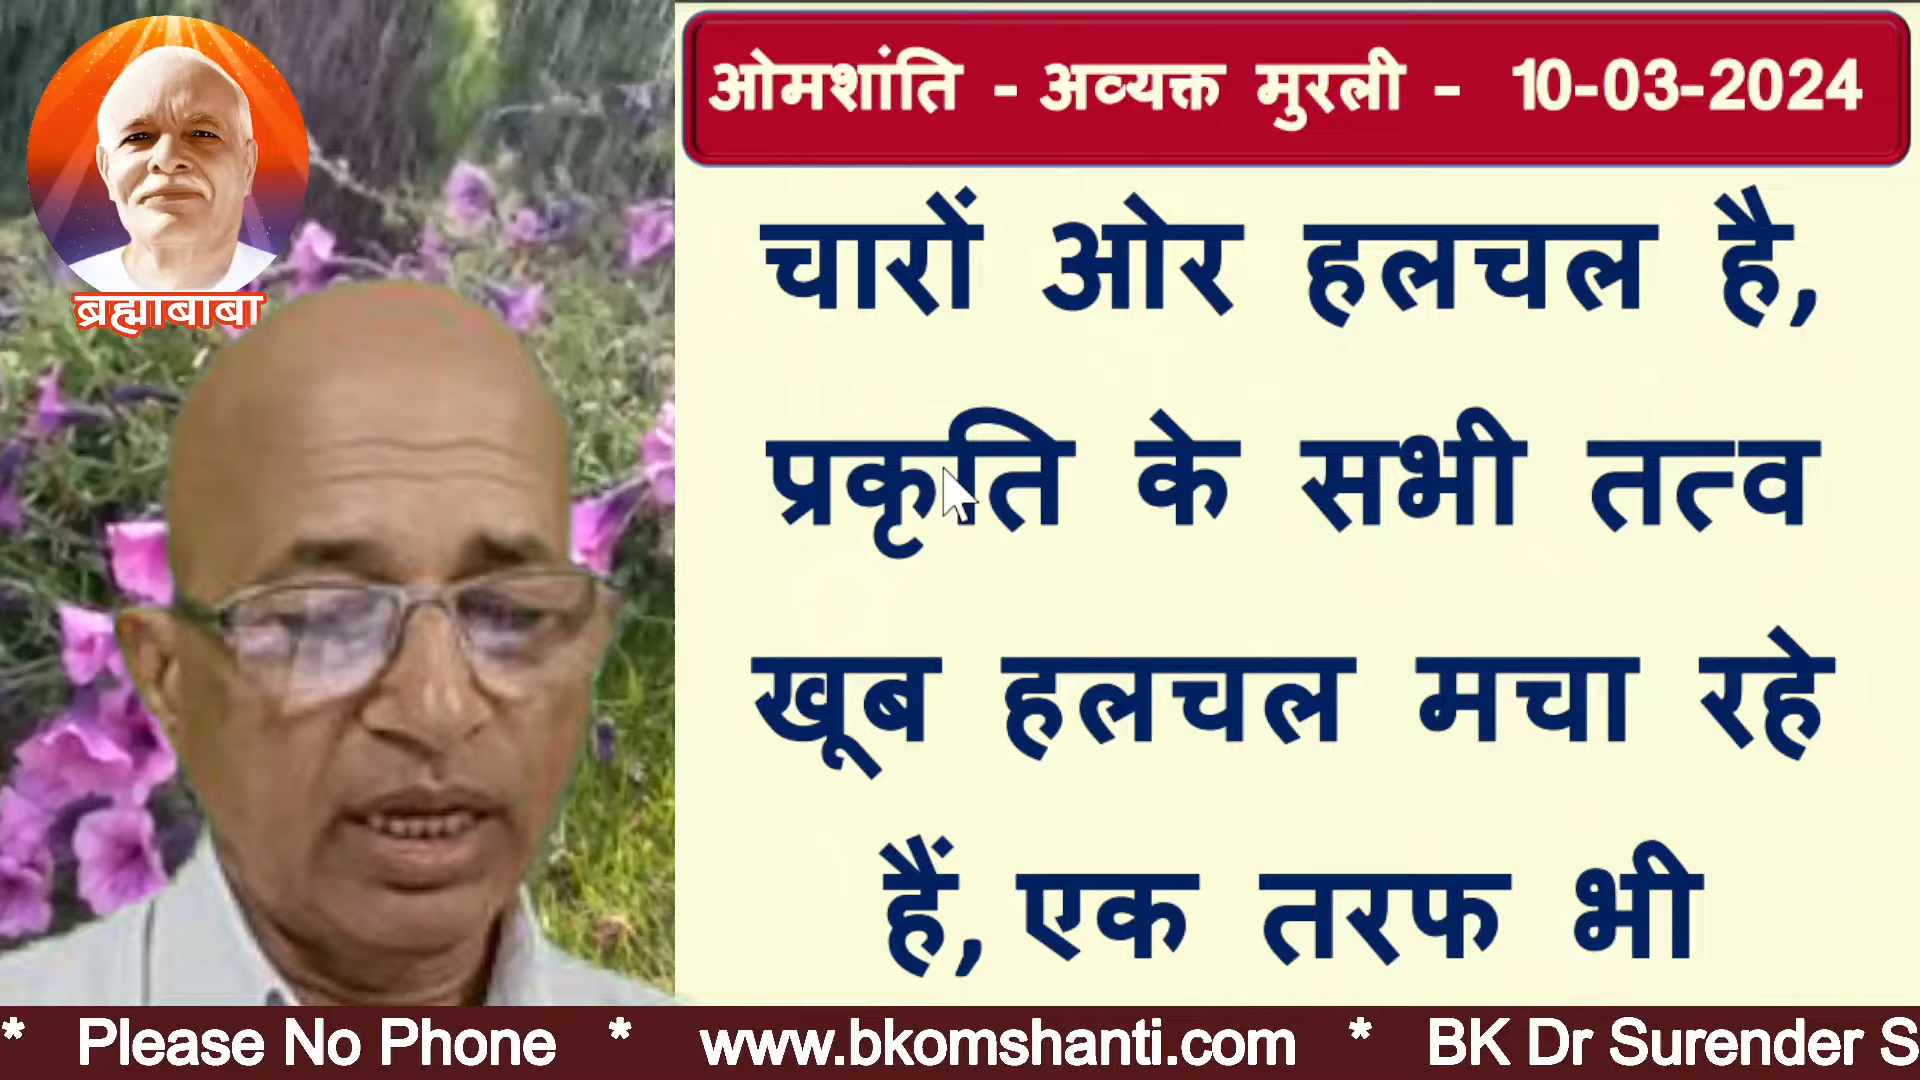 ब्रह्माबाबा
ओमशांति - अव्यक्त मुरली - 10-03-2024
चारों ओर हलचल है,
प्रकृति के सभी तत्व
खूब हलचल मचा रहे
हैं, एक तरफ भी
* Please No Phone * www.bkomshanti.com * BK Dr Surender S